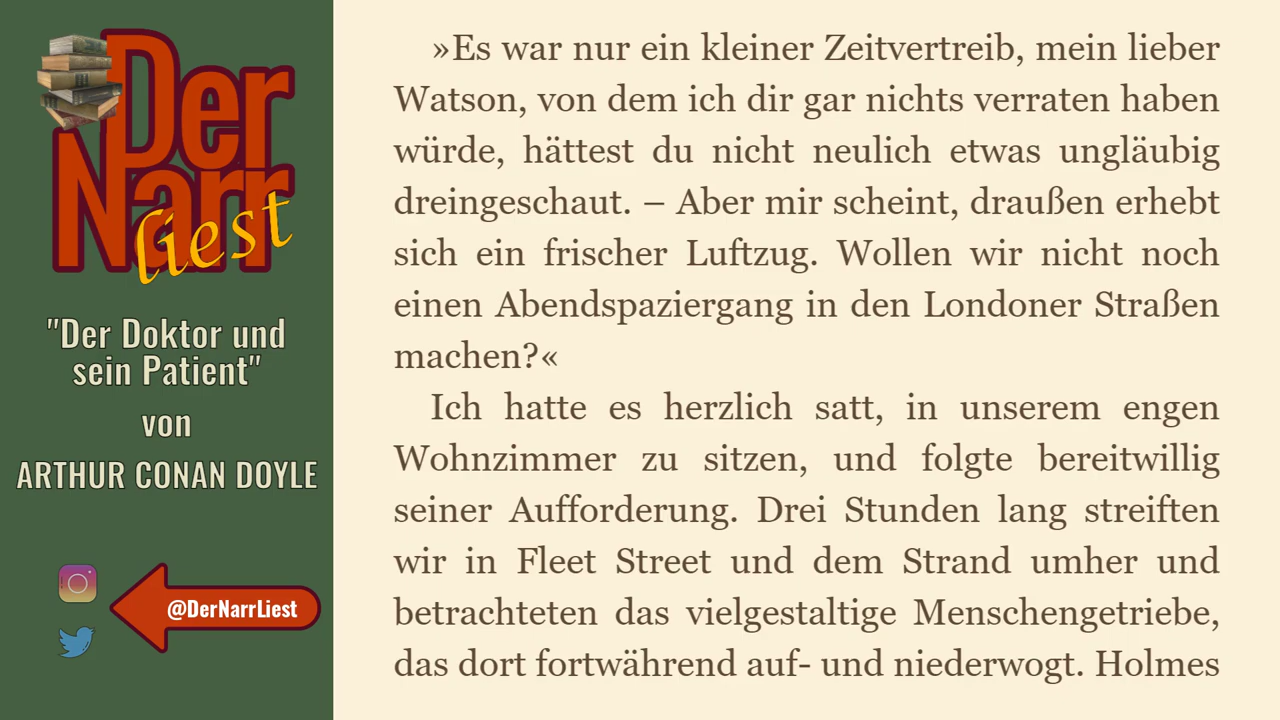 Der
Narr
liest
"Der Doktor und
sein Patient"
von
ARTHUR CONAN DOYLE
@DerNarrLiest
»Es war nur ein kleiner Zeitvertreib, mein lieber
Watson, von dem ich dir gar nichts verraten haben
würde, hättest du nicht neulich etwas ungläubig
dreingeschaut. – Aber mir scheint, draußen erhebt
sich ein frischer Luftzug. Wollen wir nicht noch
einen Abendspaziergang in den Londoner Straßen
machen?«
Ich hatte es herzlich satt, in unserem engen
Wohnzimmer zu sitzen, und folgte bereitwillig
seiner Aufforderung. Drei Stunden lang streiften
wir in Fleet Street und dem Strand umher und
betrachteten das vielgestaltige Menschengetriebe,
das dort fortwährend auf- und niederwogt. Holmes